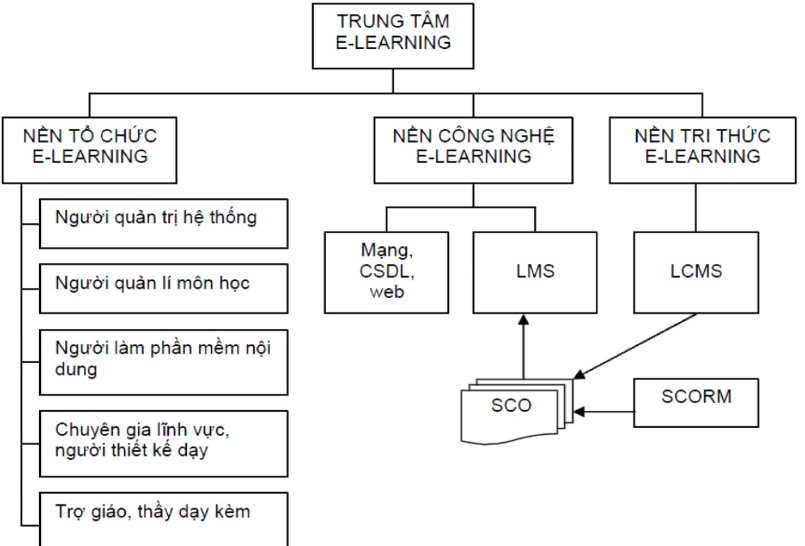 TRUNG TÂM
E-LEARNING
NỀN TỔ CHỨC
E-LEARNING
NỀN CÔNG NGHỆ
E-LEARNING
NỀN TRI THỨC
E-LEARNING
Người quản trị hệ thống
Người quản lí môn học
Người làm phần mềm nội
dung
Chuyên gia lĩnh vực,
người thiết kế dạy
Trợ giáo, thầy dạy kèm
Mạng,
CSDL,
web
LMS
LCMS
SCO
SCORM